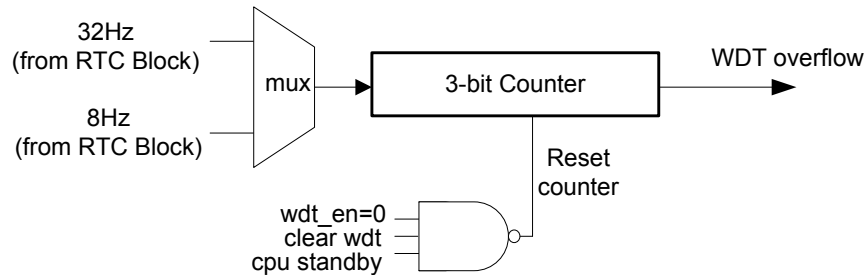 32Hz
(from RTC Block)
8Hz
(from RTC Block)
mux
3-bit Counter
WDT overflow
Reset
counter
wdt_en=0
clear wdt
cpu standby